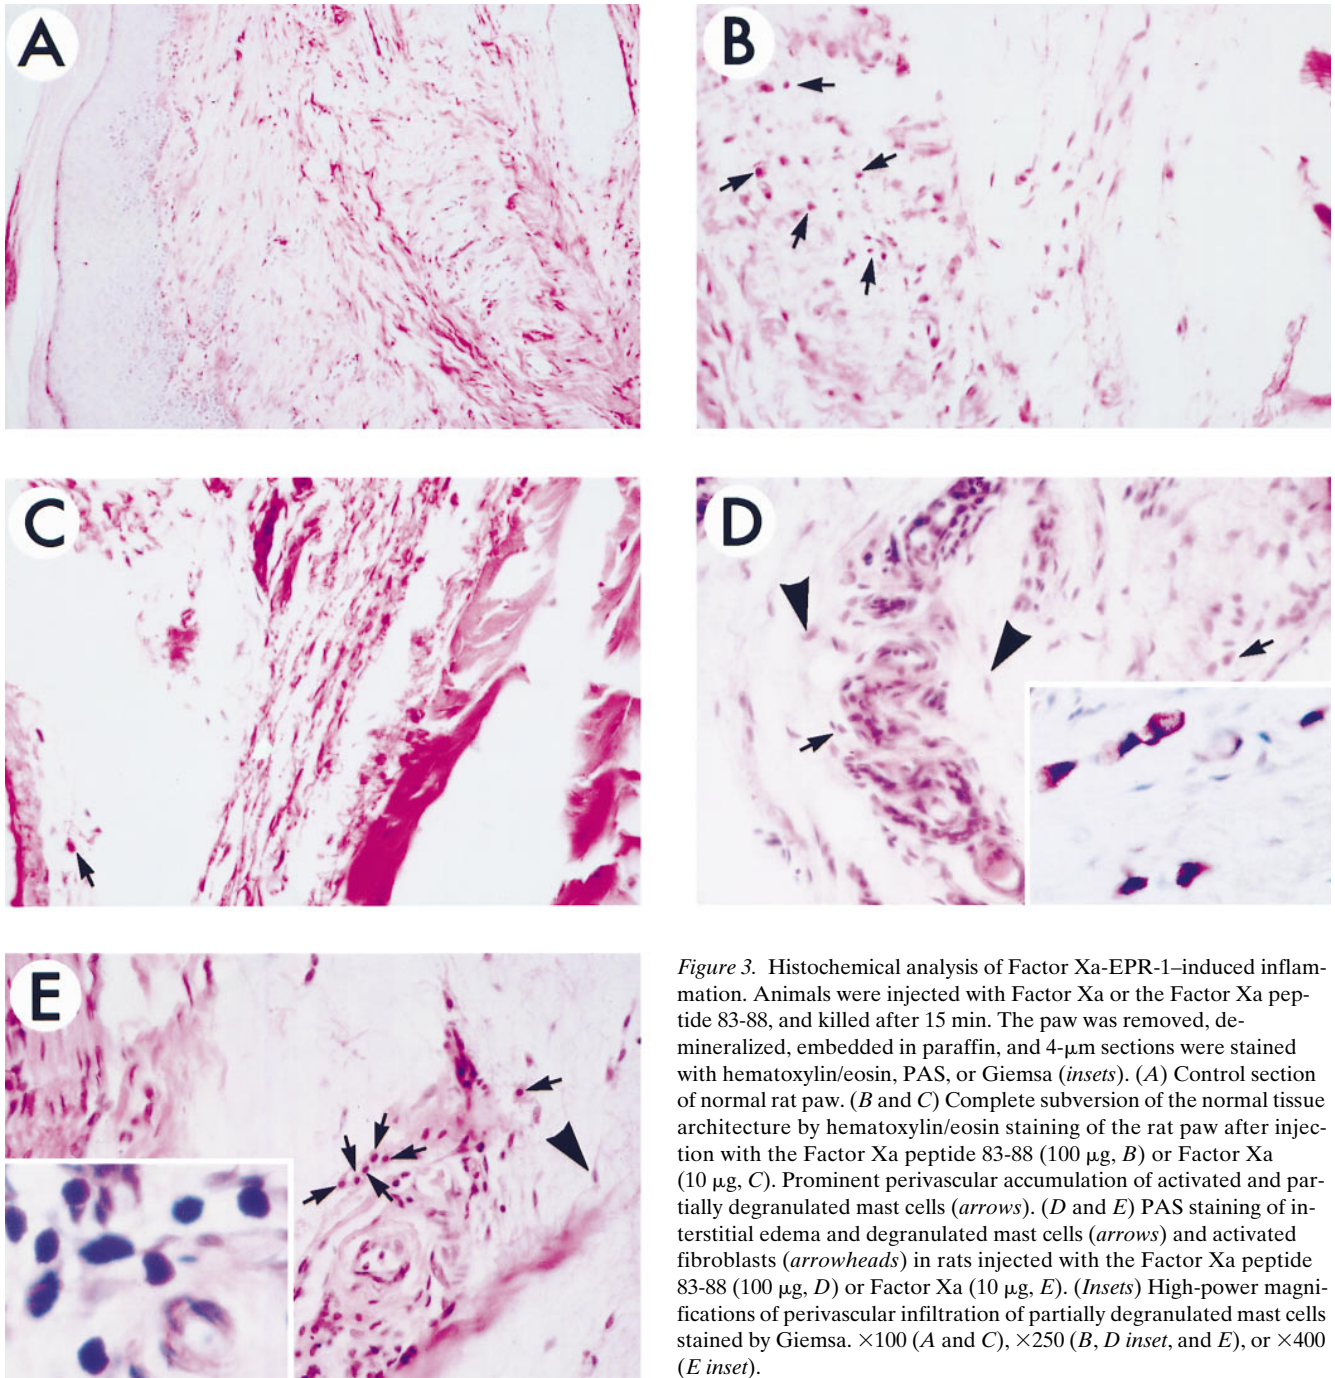 A
B
C
D
E
Figure 3. Histochemical analysis of Factor Xa-EPR-1–induced inflam-
mation. Animals were injected with Factor Xa or the Factor Xa pep-
tide 83-88, and killed after 15 min. The paw was removed, de-
mineralized, embedded in paraffin, and 4-μm sections were stained
with hematoxylin/eosin, PAS, or Giemsa (insets). (A) Control section
of normal rat paw. (B and C) Complete subversion of the normal tissue
architecture by hematoxylin/eosin staining of the rat paw after injec-
tion with the Factor Xa peptide 83-88 (100 μg, B) or Factor Xa
(10 μg, C). Prominent perivascular accumulation of activated and par-
tially degranulated mast cells (arrows). (D and E) PAS staining of in-
terstitial edema and degranulated mast cells (arrows) and activated
fibroblasts (arrowheads) in rats injected with the Factor Xa peptide
83-88 (100 μg, D) or Factor Xa (10 μg, E). (Insets) High-power magni-
fications of perivascular infiltration of partially degranulated mast cells
stained by Giemsa. ×100 (A and C), ×250 (B, D inset, and E), or ×400
(E inset).